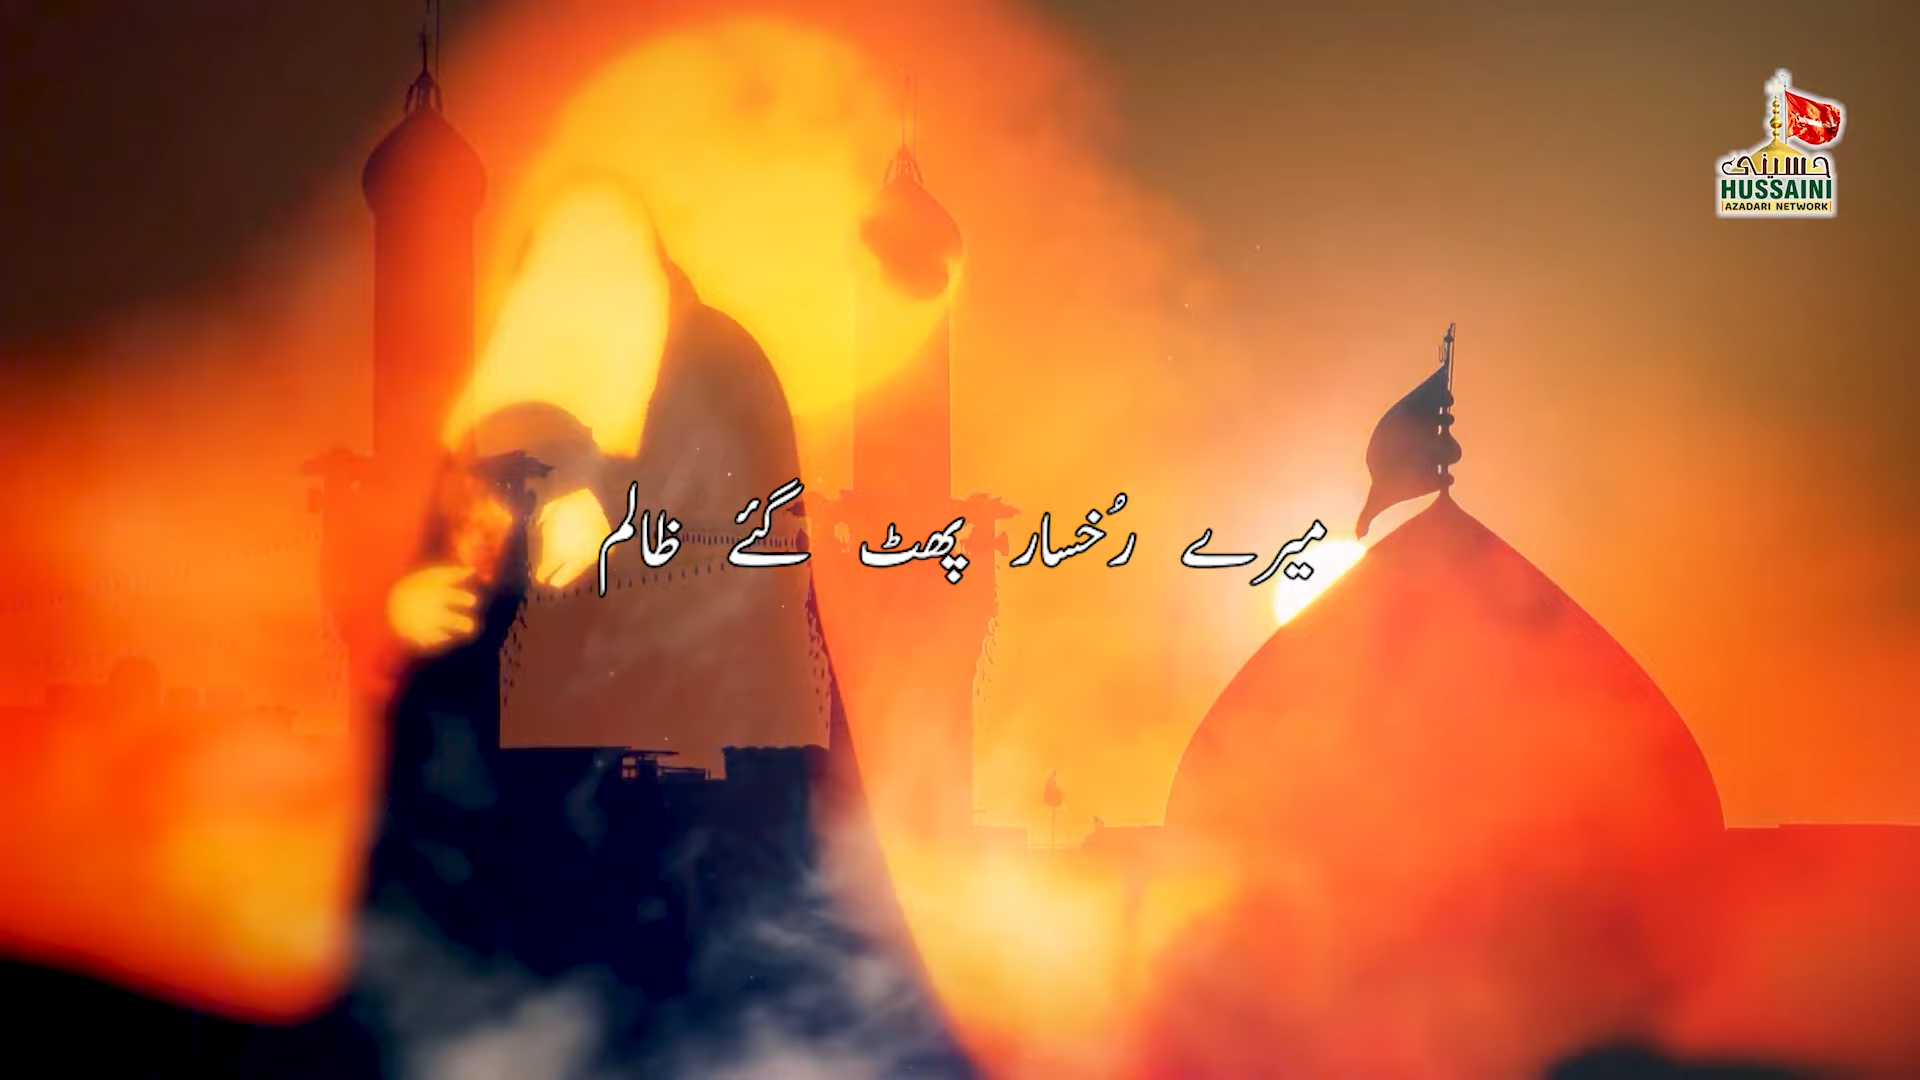 حسینی
HUSSAINI
AZADARI NETWORK
میرے رُخسار پھٹ گئے ظالم